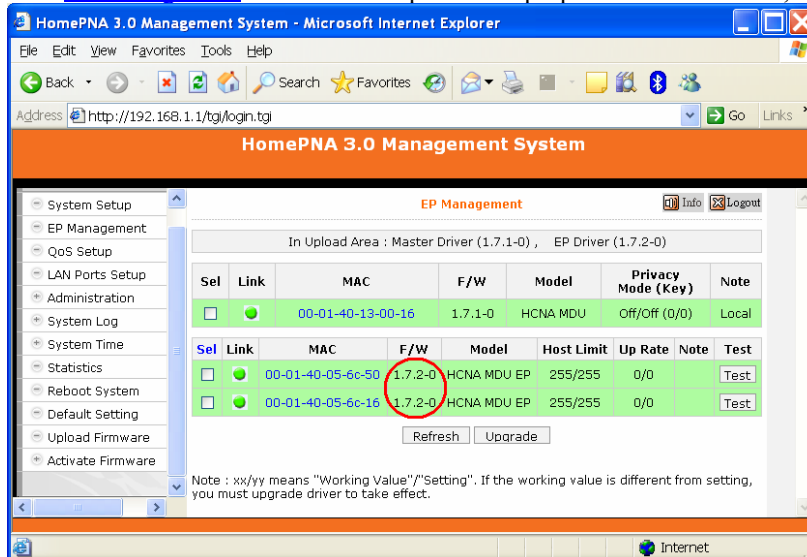 HomePNA 3.0 Management System - Microsoft Internet Explorer
File Edit View Favorites Tools Help
Back Search Favorites
Address http://192.168.1.1/tgi/login.tgi Go Links
HomePNA 3.0 Management System
System Setup
EP Management
QoS Setup
LAN Ports Setup
Administration
System Log
System Time
Statistics
Reboot System
Default Setting
Upload Firmware
Activate Firmware
EP Management Info Logout
In Upload Area : Master Driver (1.7.1-0) , EP Driver (1.7.2-0)
Sel Link MAC F/W Model Privacy Mode (Key) Note
00-01-40-13-00-16 1.7.1-0 HCNA MDU Off/Off (0/0) Local
Sel Link MAC F/W Model Host Limit Up Rate Note Test
00-01-40-05-6c-50 1.7.2-0 HCNA MDU EP 255/255 0/0 Test
00-01-40-05-6c-16 1.7.2-0 HCNA MDU EP 255/255 0/0 Test
Refresh Upgrade
Note : xx/yy means "Working Value"/"Setting". If the working value is different from setting,
you must upgrade driver to take effect.
Internet